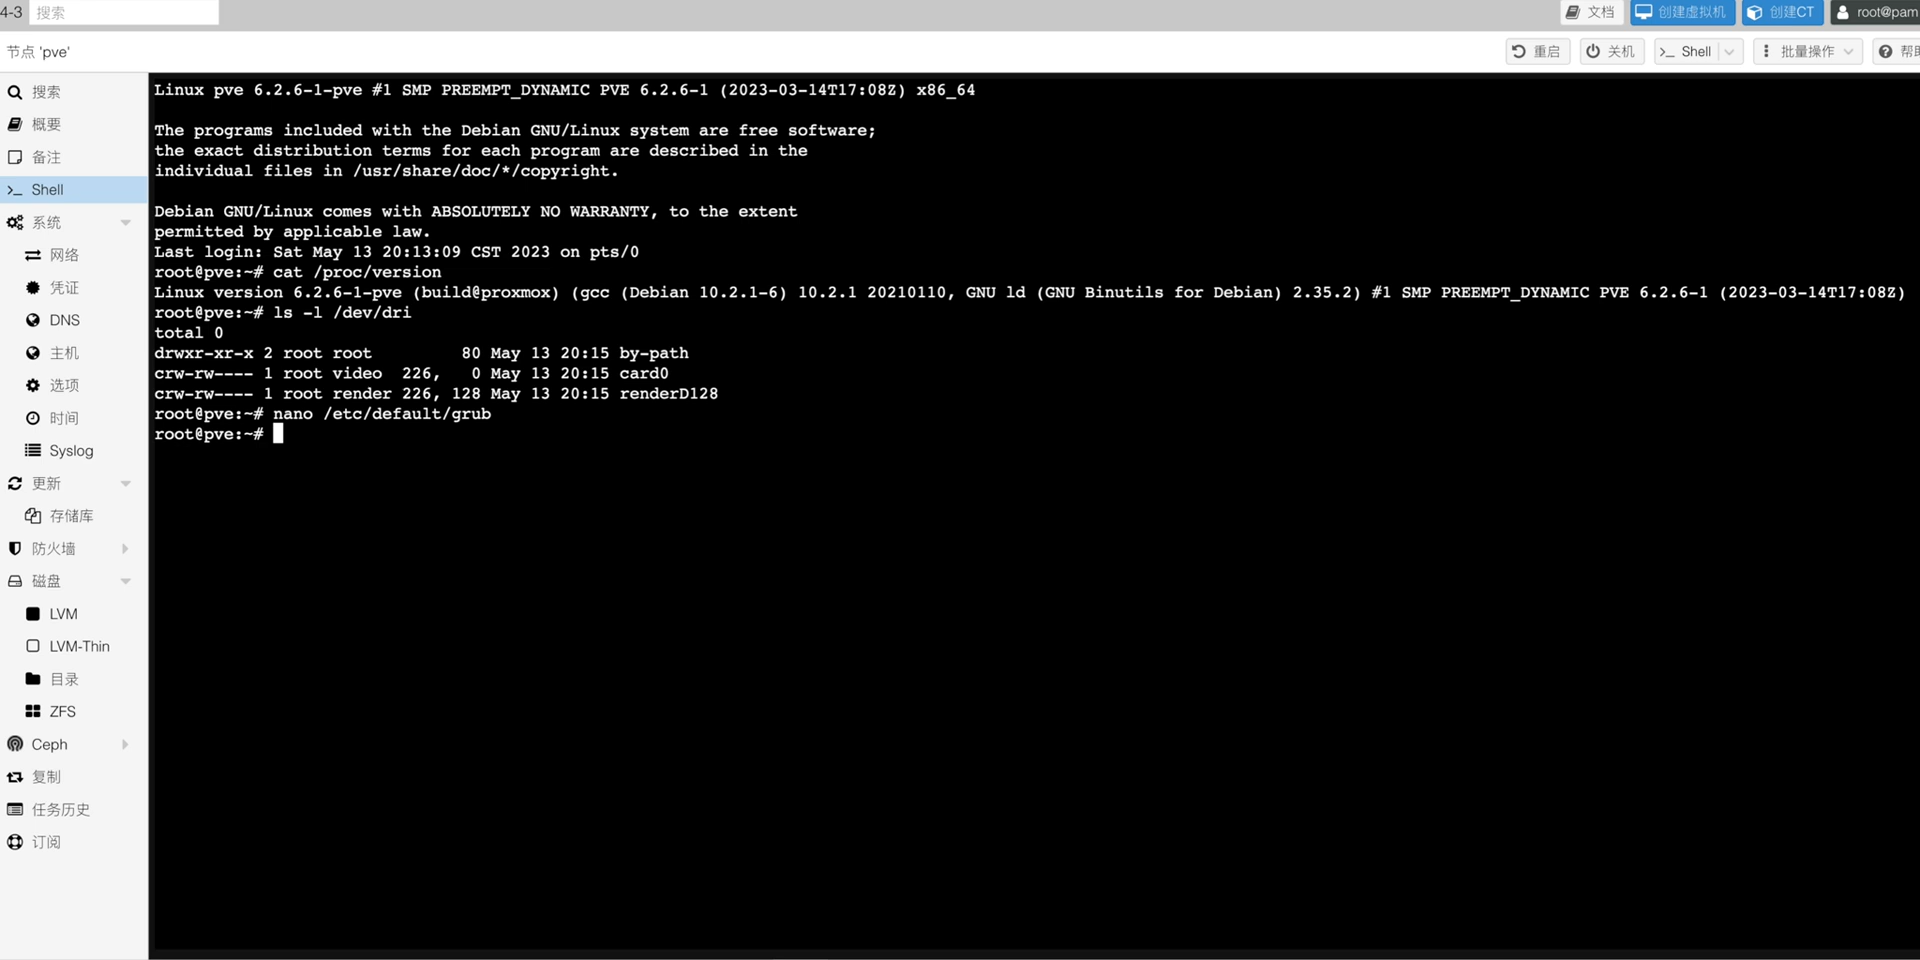 4-3 搜索 文档 创建虚拟机 创建CT root@pam
节点 'pve' 重启 关机 Shell 批量操作 帮助
搜索
概要
备注
Shell
系统
网络
凭证
DNS
主机
选项
时间
Syslog
更新
存储库
防火墙
磁盘
LVM
LVM-Thin
目录
ZFS
Ceph
复制
任务历史
订阅
Linux pve 6.2.6-1-pve #1 SMP PREEMPT_DYNAMIC PVE 6.2.6-1 (2023-03-14T17:08Z) x86_64
The programs included with the Debian GNU/Linux system are free software;
the exact distribution terms for each program are described in the
individual files in /usr/share/doc/*/copyright.
Debian GNU/Linux comes with ABSOLUTELY NO WARRANTY, to the extent
permitted by applicable law.
Last login: Sat May 13 20:13:09 CST 2023 on pts/0
root@pve:~# cat /proc/version
Linux version 6.2.6-1-pve (build@proxmox) (gcc (Debian 10.2.1-6) 10.2.1 20210110, GNU ld (GNU Binutils for Debian) 2.35.2) #1 SMP PREEMPT_DYNAMIC PVE 6.2.6-1 (2023-03-14T17:08Z)
root@pve:~# ls -l /dev/dri
total 0
drwxr-xr-x 2 root root         80 May 13 20:15 by-path
crw-rw---- 1 root video  226,   0 May 13 20:15 card0
crw-rw---- 1 root render 226, 128 May 13 20:15 renderD128
root@pve:~# nano /etc/default/grub
root@pve:~#